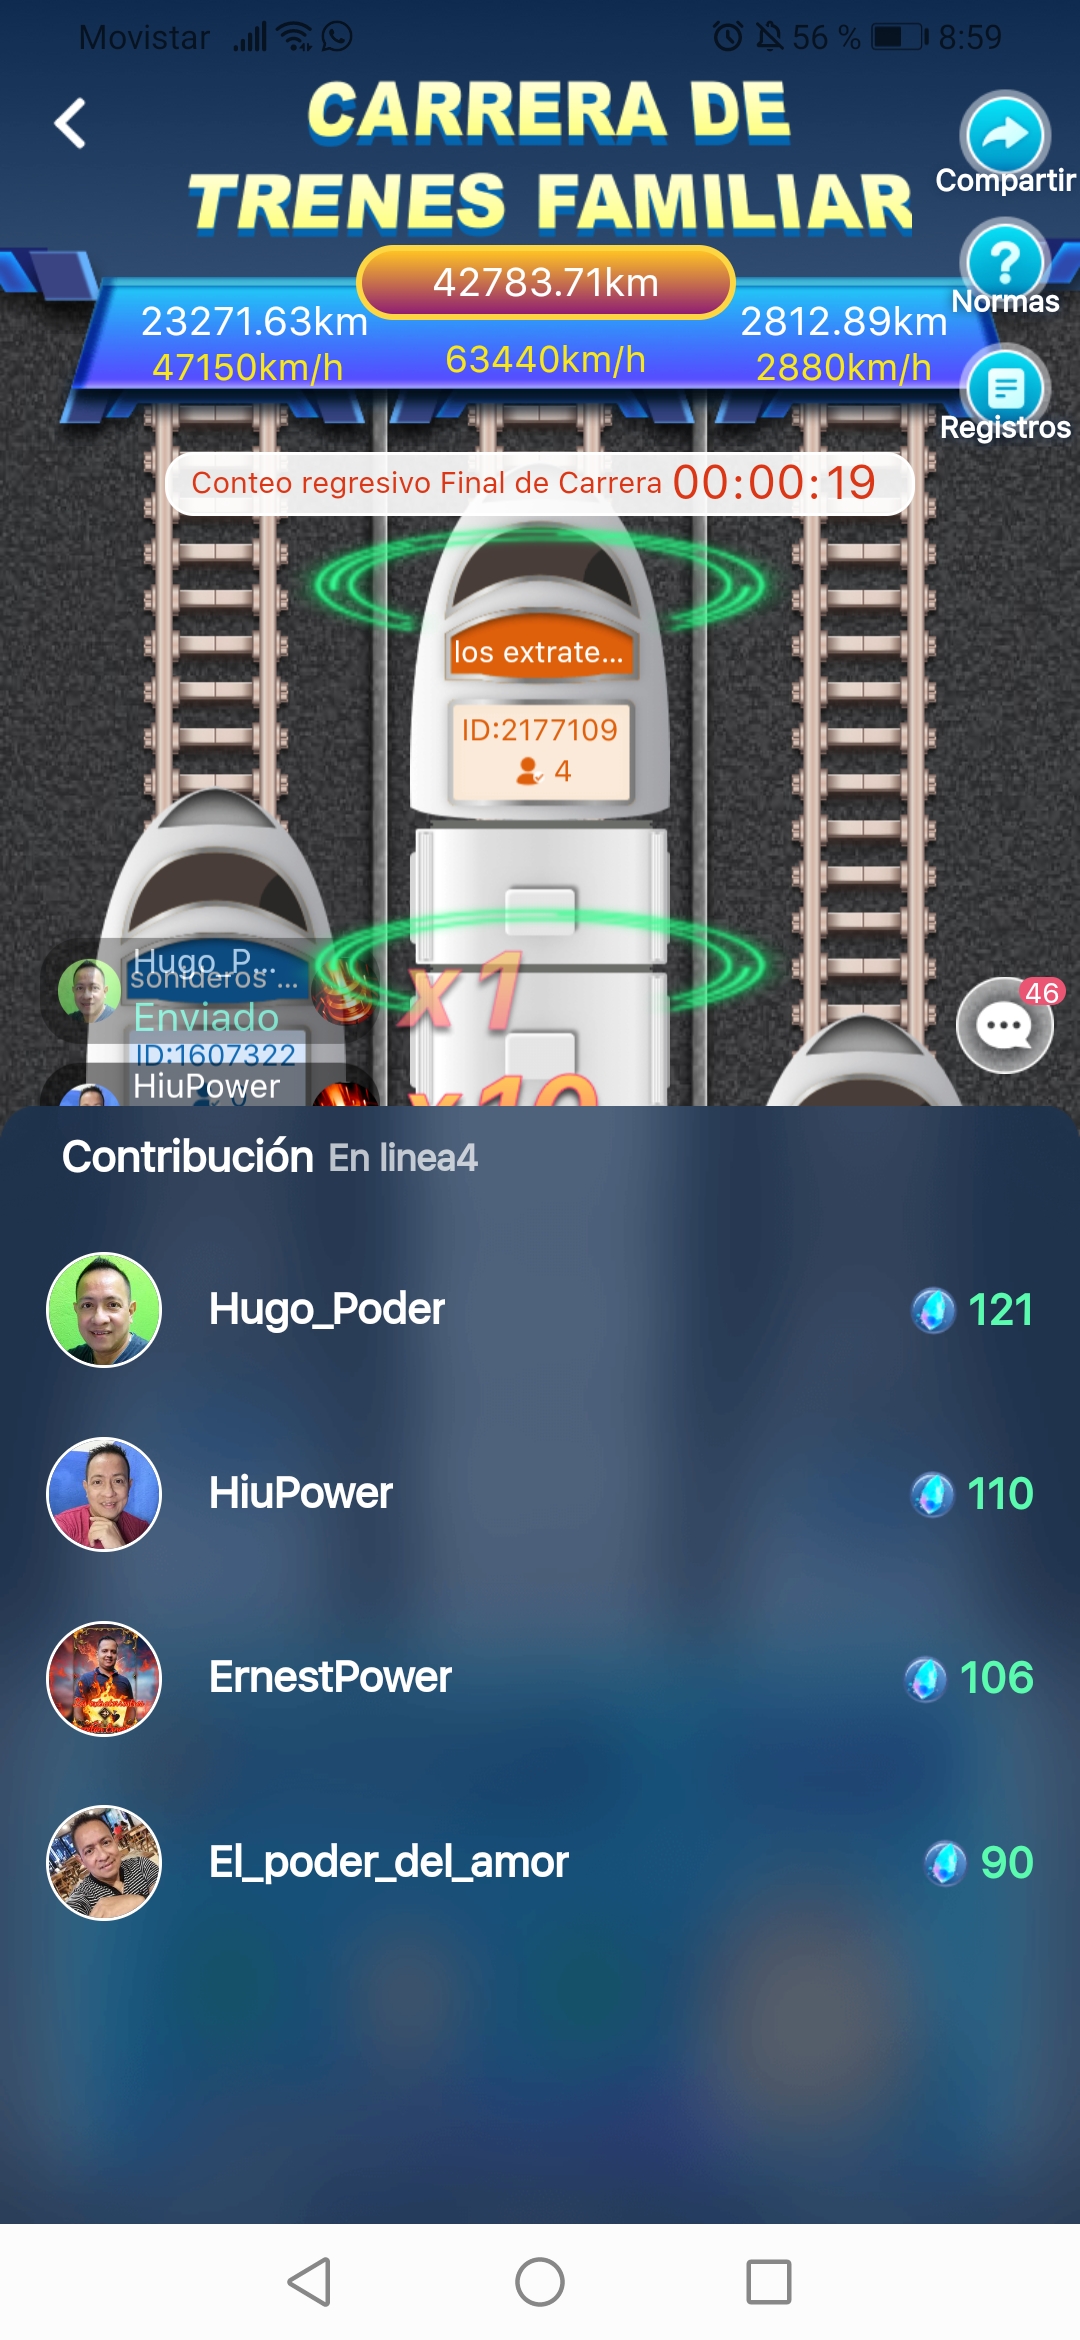 Movistar 56 % 8:59
CARRERA DE
TRENES FAMILIAR
Compartir
Normas
Registros
42783.71km
23271.63km
2812.89km
47150km/h
63440km/h
2880km/h
Conteo regresivo Final de Carrera 00:00:19
los extrate...
ID:2177109
4
Hugo_P...
sonideros ...
Enviado
x1
ID:1607322
HiuPower
x10
46
Contribución En linea4
Hugo_Poder 121
HiuPower 110
ErnestPower 106
El_poder_del_amor 90